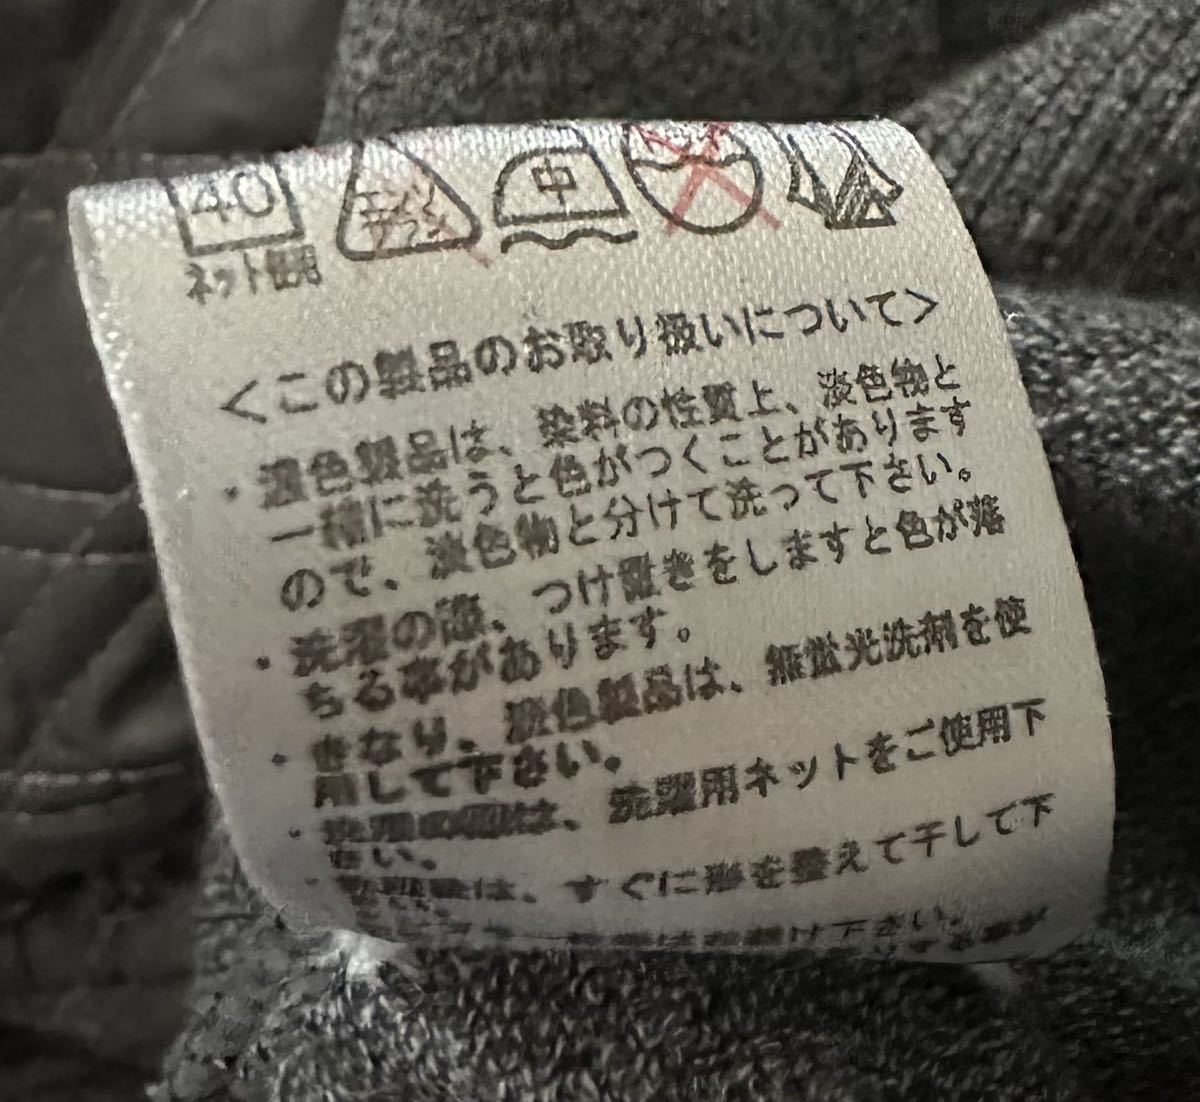 40
ネット使用
中
<この製品のお取り扱いについて>
・濃色製品は、染料の性質上、淡色物と
一緒に洗うと色がつくことがあります
ので、淡色物と分けて洗って下さい。
・洗濯の際、つけ置きをしますと色が落
ちる事があります。
・きなり、淡色製品は、無蛍光洗剤を使
用して下さい。
・洗濯の際は、洗濯用ネットをご使用下
さい。
は、すぐに形を整えて干して下
下さい